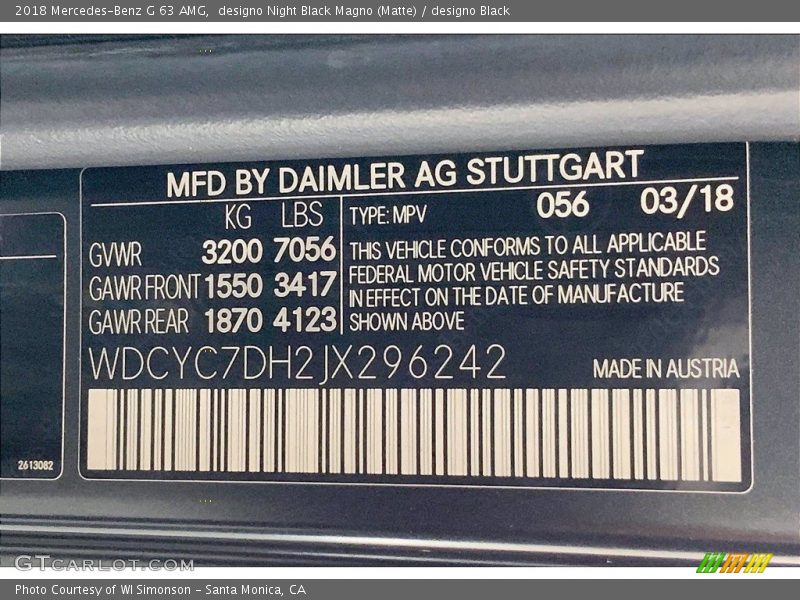 2018 Mercedes-Benz G 63 AMG,  designo Night Black Magno (Matte) / designo Black
MFD BY DAIMLER AG STUTTGART
KG LBS
GVWR 3200 7056
GAWR FRONT 1550 3417
GAWR REAR 1870 4123
TYPE: MPV 056 03/18
THIS VEHICLE CONFORMS TO ALL APPLICABLE
FEDERAL MOTOR VEHICLE SAFETY STANDARDS
IN EFFECT ON THE DATE OF MANUFACTURE
SHOWN ABOVE
WDCYC7DH2JX296242
MADE IN AUSTRIA
2613082
GTCARLOT.COM
Photo Courtesy of WI Simonson - Santa Monica, CA